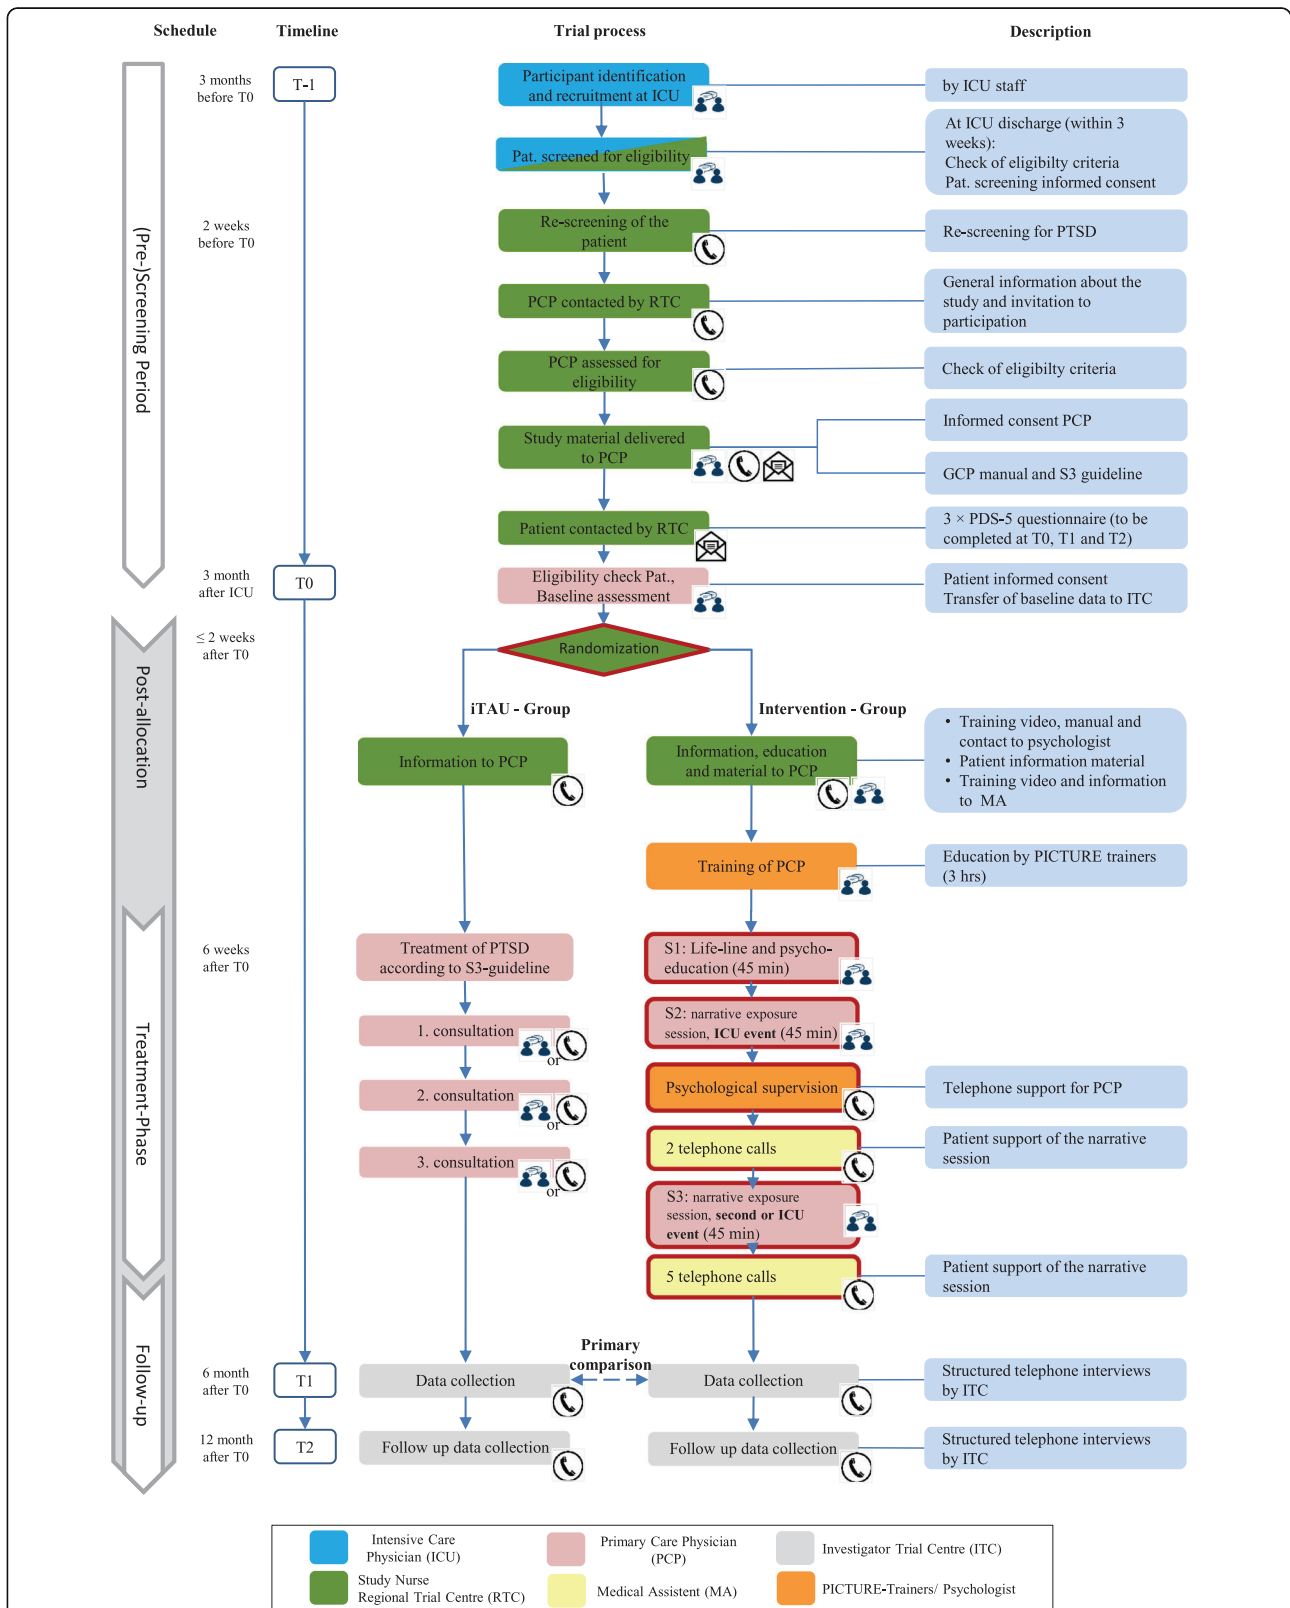 Schedule
Timeline
Trial process
Description
(Pre-)Screening Period
3 months
before T0
T-1
Participant identification
and recruitment at ICU
by ICU staff
Pat. screened for eligibility
At ICU discharge (within 3
weeks):
Check of eligibilty criteria
Pat. screening informed consent
2 weeks
before T0
Re-screening of the
patient
Re-screening for PTSD
PCP contacted by RTC
General information about the
study and invitation to
participation
PCP assessed for
eligibility
Check of eligibilty criteria
Study material delivered
to PCP
Informed consent PCP
GCP manual and S3 guideline
Patient contacted by RTC
3 × PDS-5 questionnaire (to be
completed at T0, T1 and T2)
3 month
after ICU
T0
Eligibility check Pat.,
Baseline assessment
Patient informed consent
Transfer of baseline data to ITC
Post-allocation
≤ 2 weeks
after T0
Randomization
iTAU - Group
Intervention - Group
Information to PCP
Information, education
and material to PCP
• Training video, manual and
contact to psychologist
• Patient information material
• Training video and information
to MA
Training of PCP
Education by PICTURE trainers
(3 hrs)
Treatment-Phase
6 weeks
after T0
Treatment of PTSD
according to S3-guideline
S1: Life-line and psycho-
education (45 min)
1. consultation
or
S2: narrative exposure
session, ICU event (45 min)
2. consultation
or
Psychological supervision
Telephone support for PCP
3. consultation
or
2 telephone calls
Patient support of the narrative
session
S3: narrative exposure
session, second or ICU
event (45 min)
5 telephone calls
Patient support of the narrative
session
Follow-up
Primary
comparison
6 month
after T0
T1
Data collection
Data collection
Structured telephone interviews
by ITC
12 month
after T0
T2
Follow up data collection
Follow up data collection
Structured telephone interviews
by ITC
Intensive Care
Physician (ICU)
Primary Care Physician
(PCP)
Investigator Trial Centre (ITC)
Study Nurse
Regional Trial Centre (RTC)
Medical Assistent (MA)
PICTURE-Trainers/ Psychologist